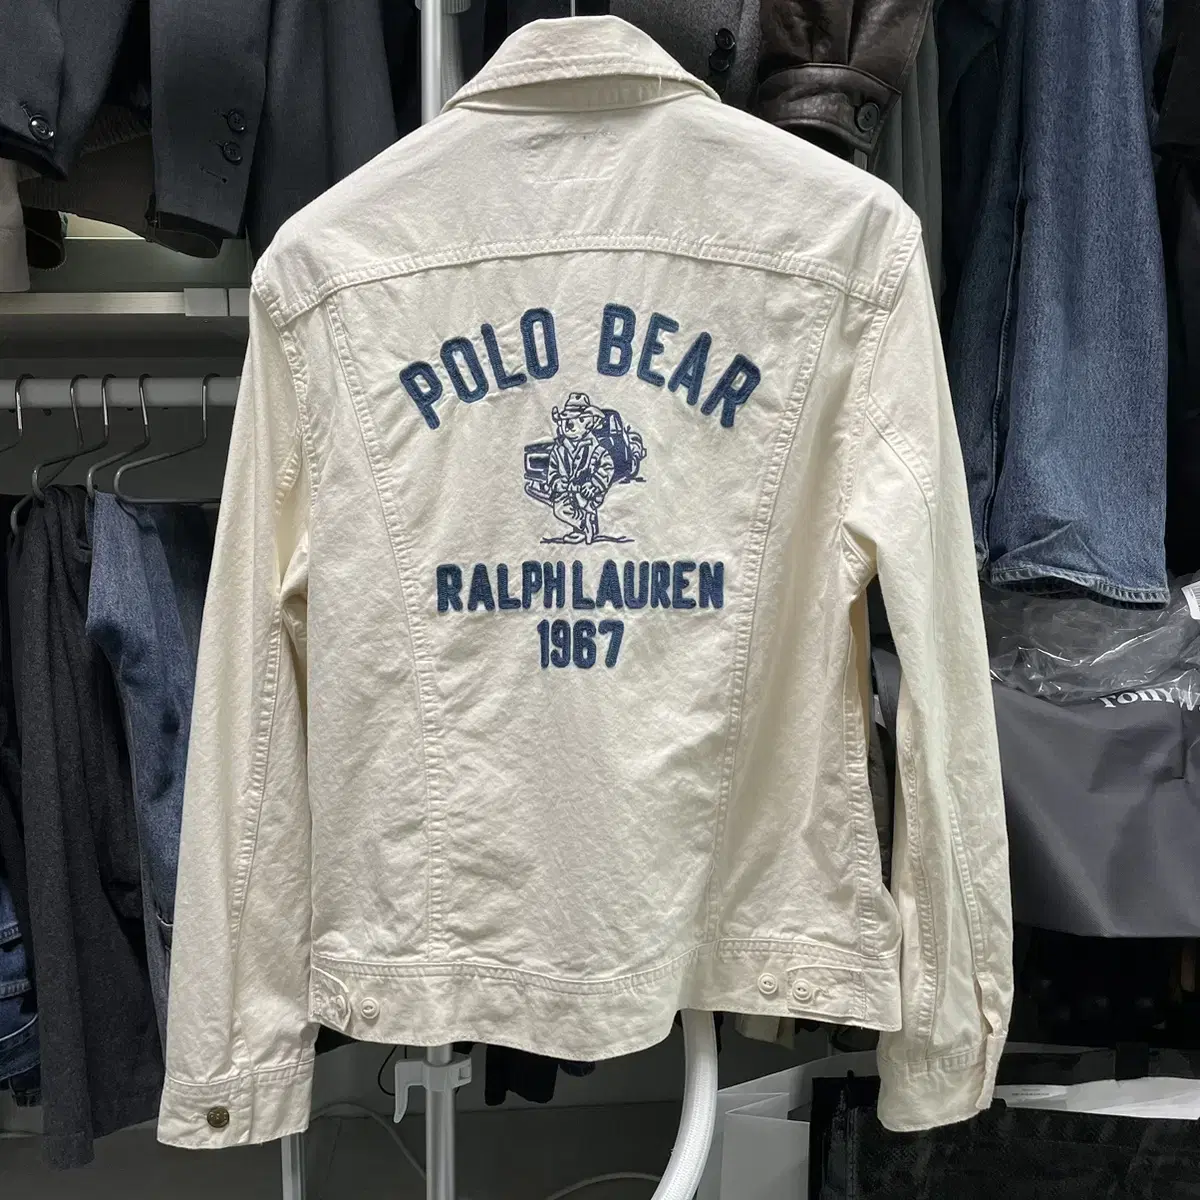 POLO BEAR
RALPH LAUREN
1967